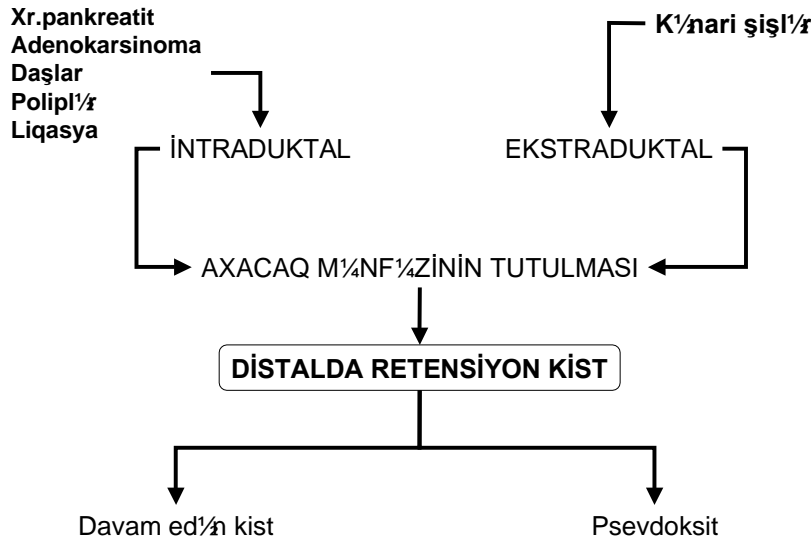 Xr.pankreatit
Adenokarsinoma
Daşlar
Polipl½r
Liqasya
K½nari şişl½r
İNTRADUKTAL
EKSTRADUKTAL
AXACAQ M¼NF¼ZİNİN TUTULMASI
DİSTALDA RETENSİYON KİST
Davam ed½n kist
Psevdoksit